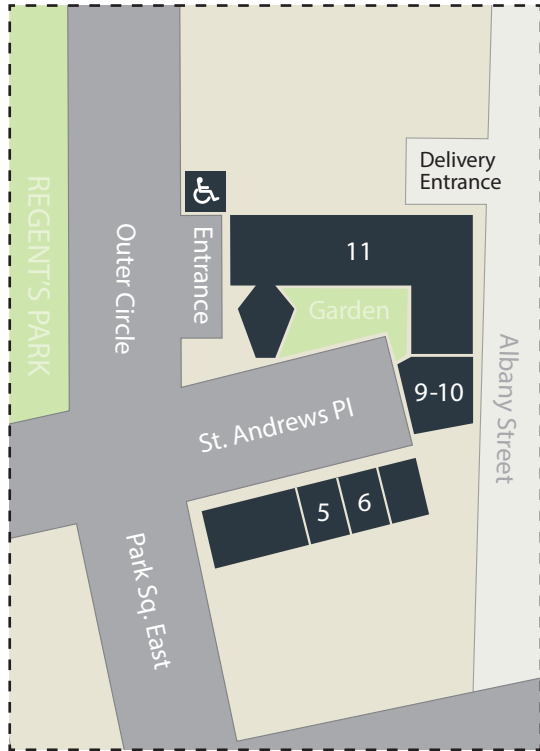 Delivery
Entrance
REGENT'S PARK
Outer Circle
Entrance
11
Garden
Albany Street
9-10
St. Andrews Pl
5
6
Park Sq. East